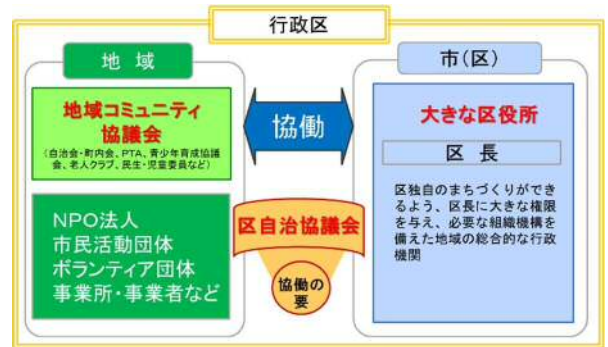 行政区
地 域
地域コミュニティ
協議会
（自治会・町内会、PTA、青少年育成協議
会、老人クラブ、民生・児童委員など）
NPO法人
市民活動団体
ボランティア団体
事業所・事業者など
協働
区自治協議会
協働の
要
市（区）
大きな区役所
区 長
区独自のまちづくりができ
るよう、区長に大きな権限
を与え、必要な組織機構を
備えた地域の総合的な行政
機関